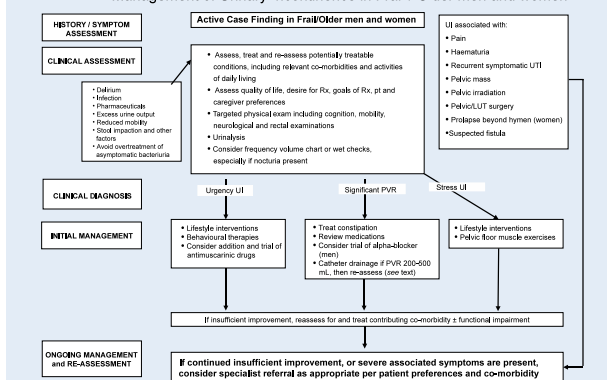 HISTORY / SYMPTOM
ASSESSMENT
Active Case Finding in Frail/Older men and women
UI associated with:
• Pain
• Haematuria
• Recurrent symptomatic UTI
• Pelvic mass
• Pelvic irradiation
• Pelvic/LUT surgery
• Prolapse beyond hymen (women)
•Suspected fistula
CLINICAL ASSESSMENT
• Delirium
• Infection
• Pharmaceuticals
• Excess urine output
• Reduced mobility
• Stool impaction and other
factors
• Avoid overtreatment of
asymptomatic bacteriuria
• Assess, treat and re-assess potentially treatable
conditions, including relevant co-morbidities and activities
of daily living
• Assess quality of life, desire for Rx, goals of Rx, pt and
caregiver preferences
• Targeted physical exam including cognition, mobility,
neurological and rectal examinations
• Urinalysis
• Consider frequency volume chart or wet checks,
especially if nocturia present
CLINICAL DIAGNOSIS
Urgency UI
Significant PVR
Stress UI
INITIAL MANAGEMENT
• Lifestyle interventions
• Behavioural therapies
• Consider addition and trial of
antimuscarinic drugs
• Treat constipation
• Review medications
• Consider trial of alpha-blocker
(men)
• Catheter drainage if PVR 200-500
mL, then re-assess (see text)
• Lifestyle interventions
• Pelvic floor muscle exercises
If insufficient improvement, reassess for and treat contributing co-morbidity ± functional impairment
ONGOING MANAGEMENT
and RE-ASSESSMENT
If continued insufficient improvement, or severe associated symptoms are present,
consider specialist referral as appropriate per patient preferences and co-morbidity